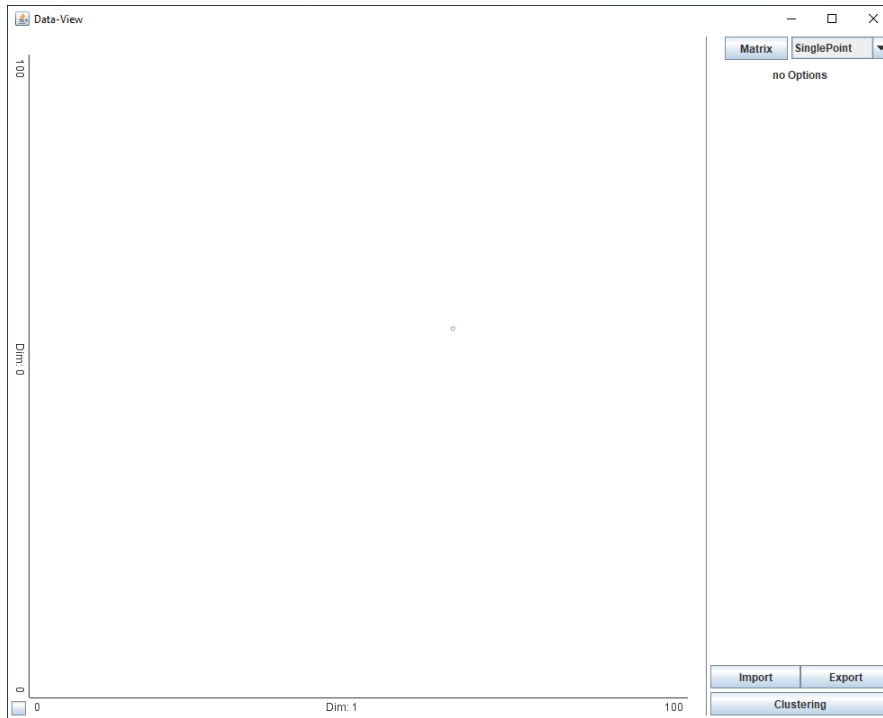 Data-View
Matrix
SinglePoint
no Options
100
Dim: 0
0
0
Dim: 1
100
Import
Export
Clustering